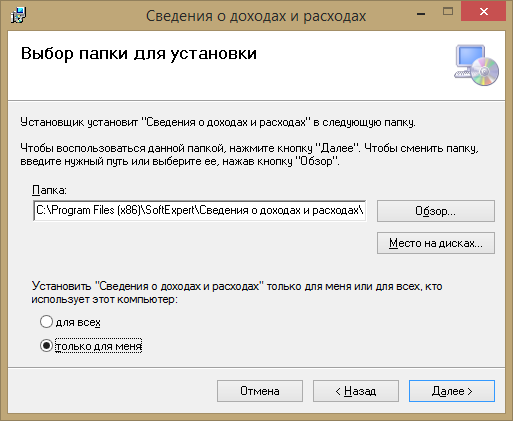 Сведения о доходах и расходах
Выбор папки для установки
Установщик установит "Сведения о доходах и расходах" в следующую папку.
Чтобы воспользоваться данной папкой, нажмите кнопку "Далее". Чтобы сменить папку,
введите нужный путь или выберите ее, нажав кнопку "Обзор".
Папка:
C:\Program Files (x86)\SoftExpert\Сведения о доходах и расходах\
Обзор...
Место на дисках...
Установить "Сведения о доходах и расходах" только для меня или для всех, кто
использует этот компьютер:
для всех
только для меня
Отмена
< Назад
Далее >